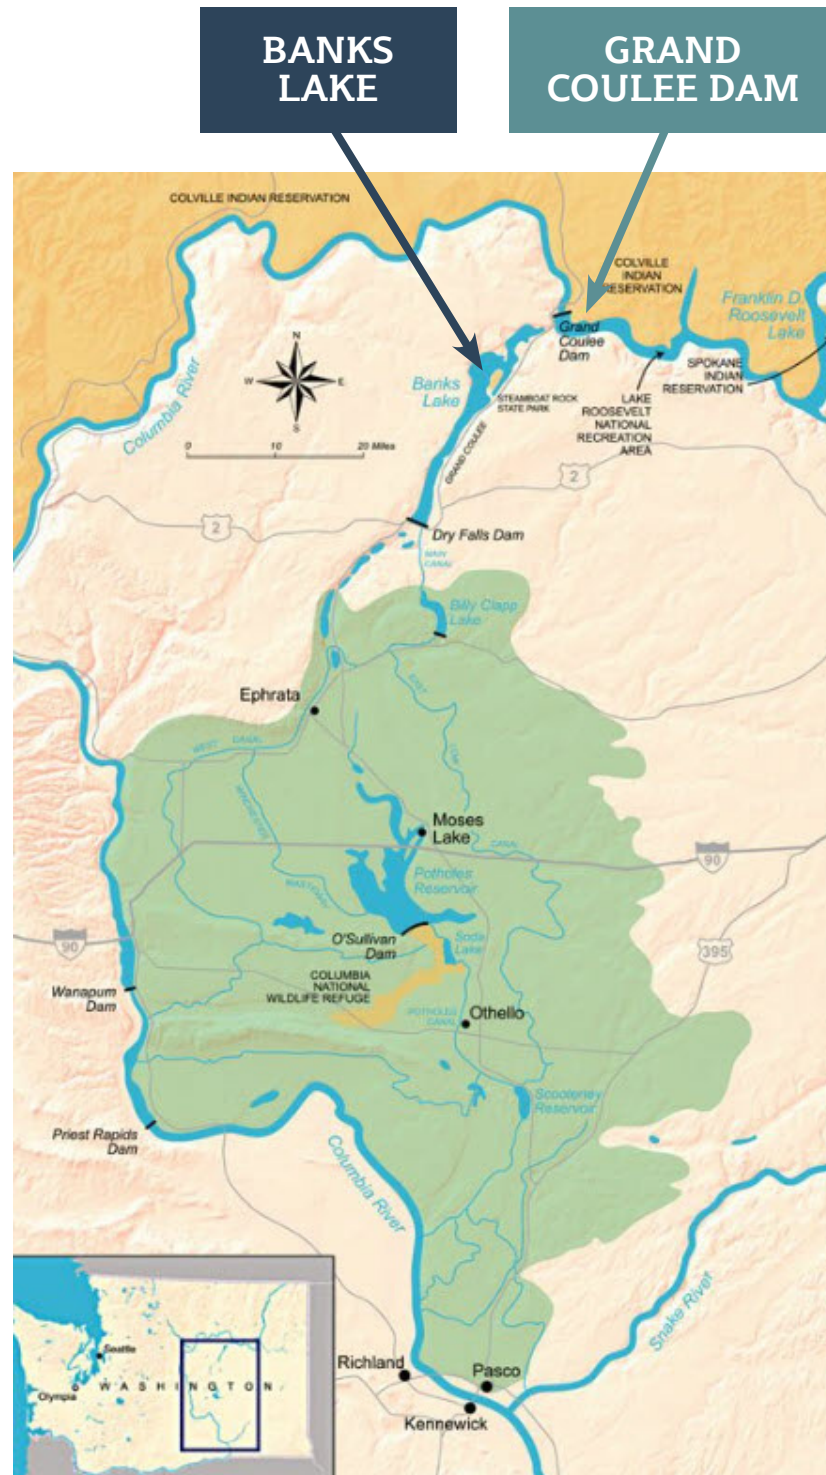 BANKS
LAKE
GRAND
COULEE DAM
COLVILLE INDIAN RESERVATION
COLVILLE
INDIAN
RESERVATION
Franklin D.
Roosevelt
Lake
Grand
Coulee
Dam
SPOKANE
INDIAN
RESERVATION
N
W
E
S
Columbia River
Banks
Lake
STEAMBOAT ROCK
STATE PARK
LAKE
ROOSEVELT
NATIONAL
RECREATION
AREA
0
10
20 Miles
GRAND COULEE
2
2
Dry Falls Dam
MAIN
CANAL
Billy Clapp
Lake
Ephrata
EAST
LOW
CANAL
WEST CANAL
WINCHESTER
WASTEWAY
Moses
Lake
90
Potholes
Reservoir
O'Sullivan
Dam
Soda
Lake
90
395
COLUMBIA
NATIONAL
WILDLIFE REFUGE
Wanapum
Dam
POTHOLES
CANAL
Othello
Scooteney
Reservoir
Priest Rapids
Dam
Columbia River
Snake River
Seattle
Olympia
WASHINGTON
Richland
Pasco
Kennewick